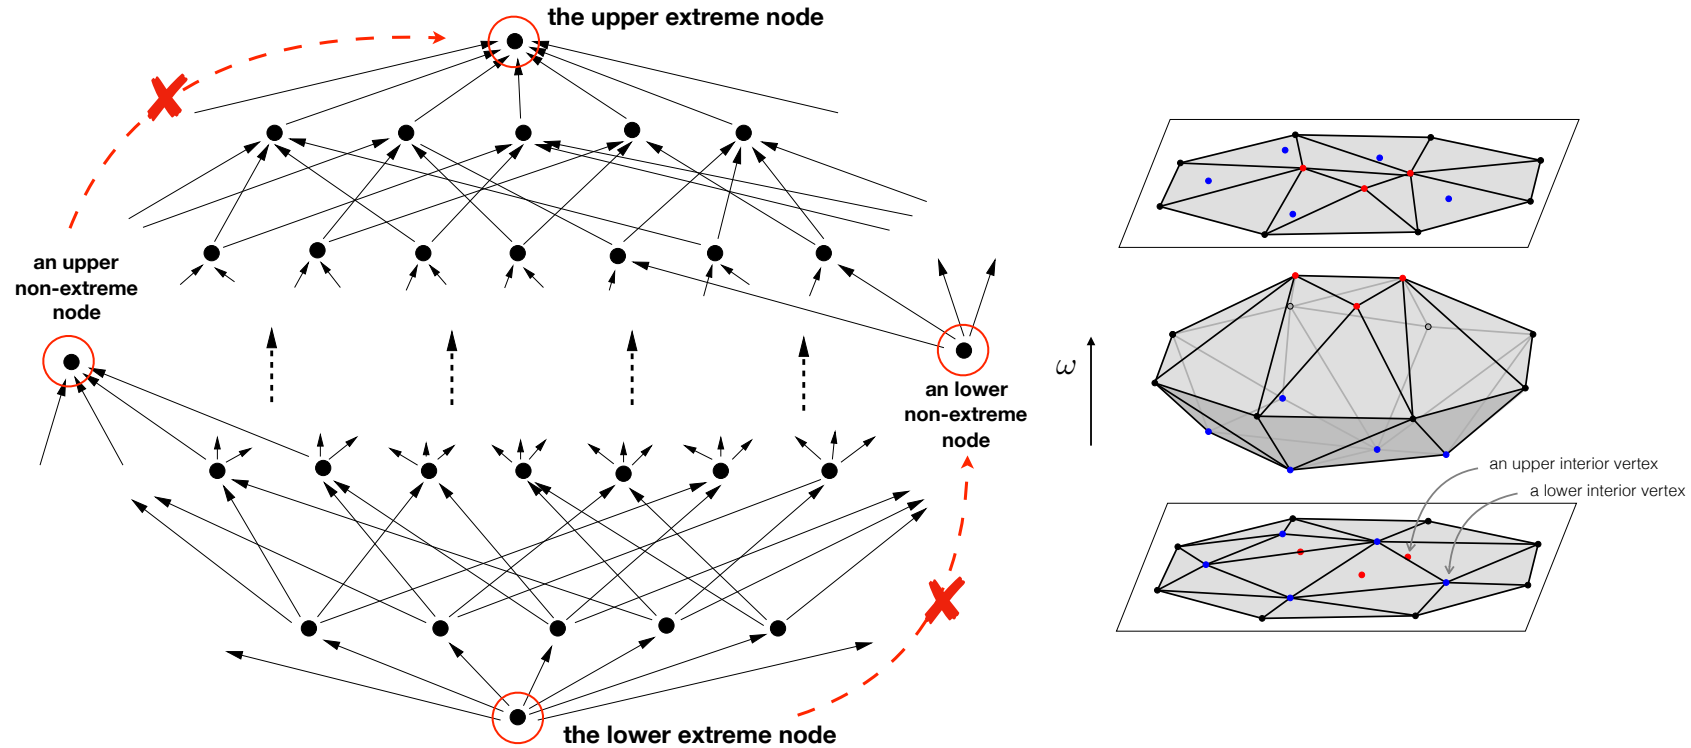 the upper extreme node
an upper
non-extreme
node
an lower
non-extreme
node
the lower extreme node
ω
an upper interior vertex
a lower interior vertex